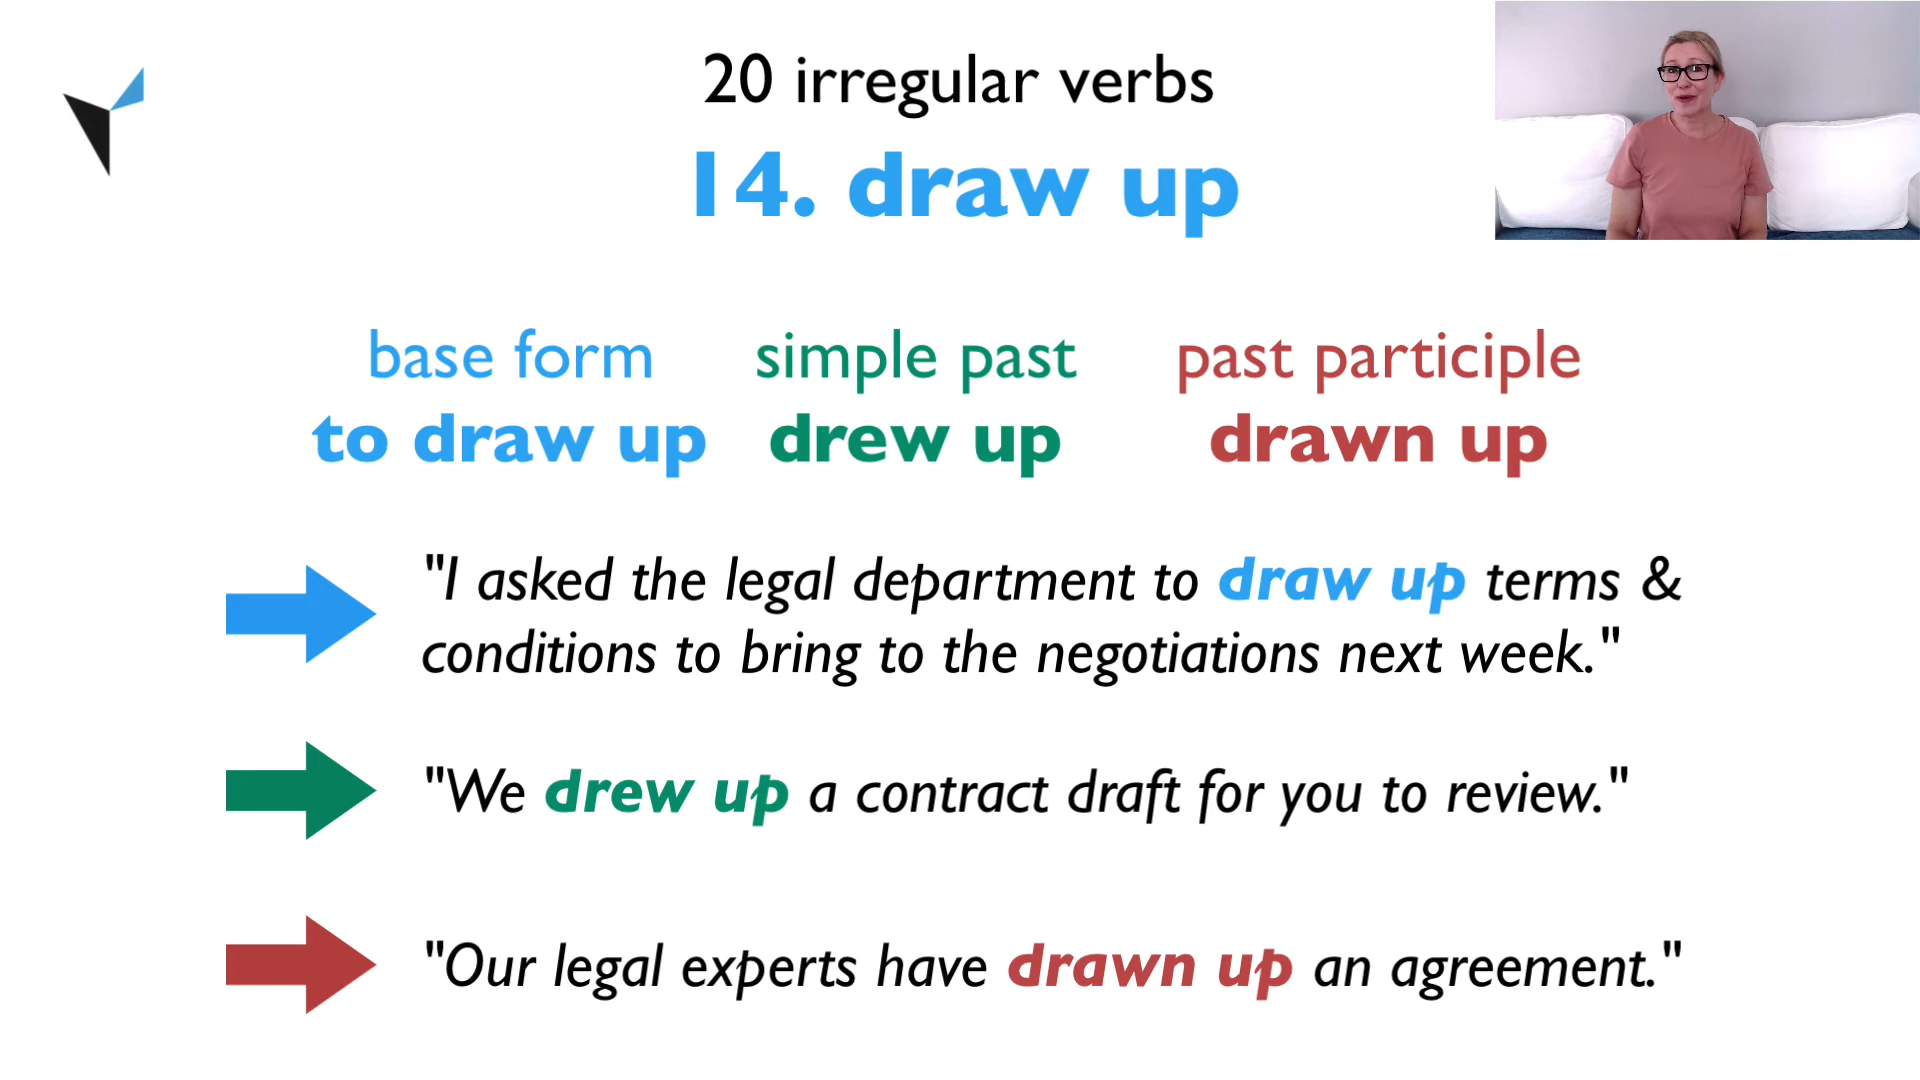 20 irregular verbs
14. draw up
base form simple past past participle
to draw up drew up drawn up
"I asked the legal department to draw up terms &
conditions to bring to the negotiations next week."
"We drew up a contract draft for you to review."
"Our legal experts have drawn up an agreement."